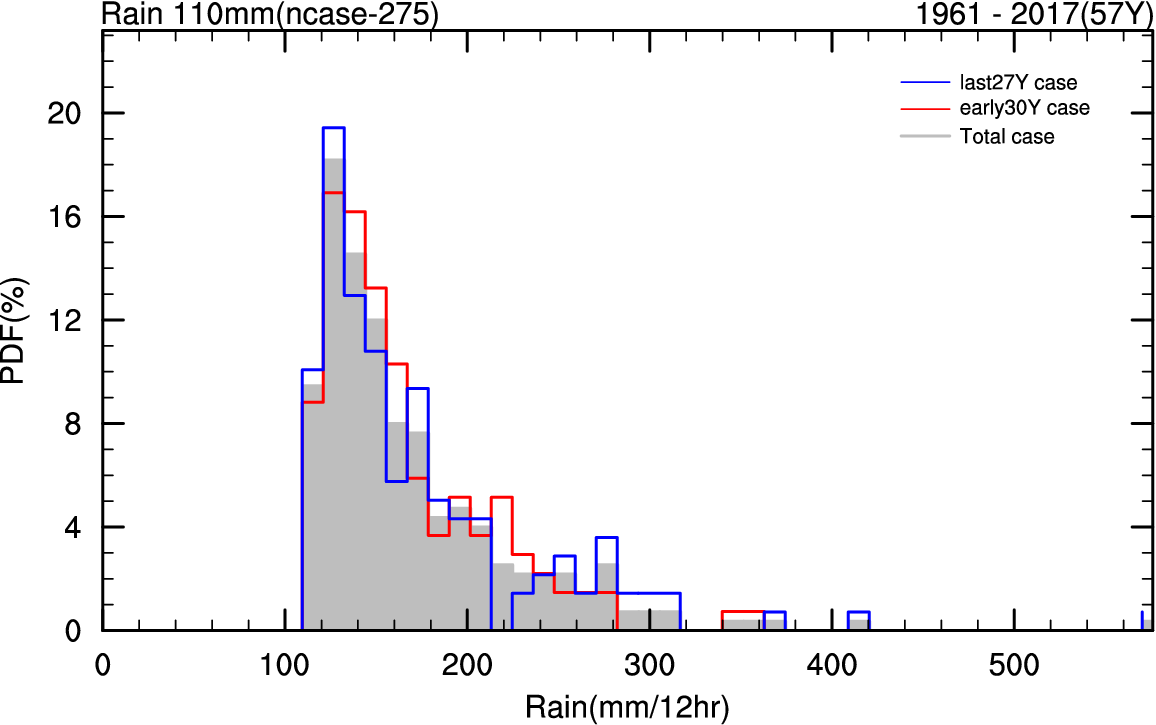 Rain 110mm(ncase-275)
1961 - 2017(57Y)
last27Y case
early30Y case
Total case
20
16
12
8
4
0
PDF(%)
0 100 200 300 400 500
Rain(mm/12hr)